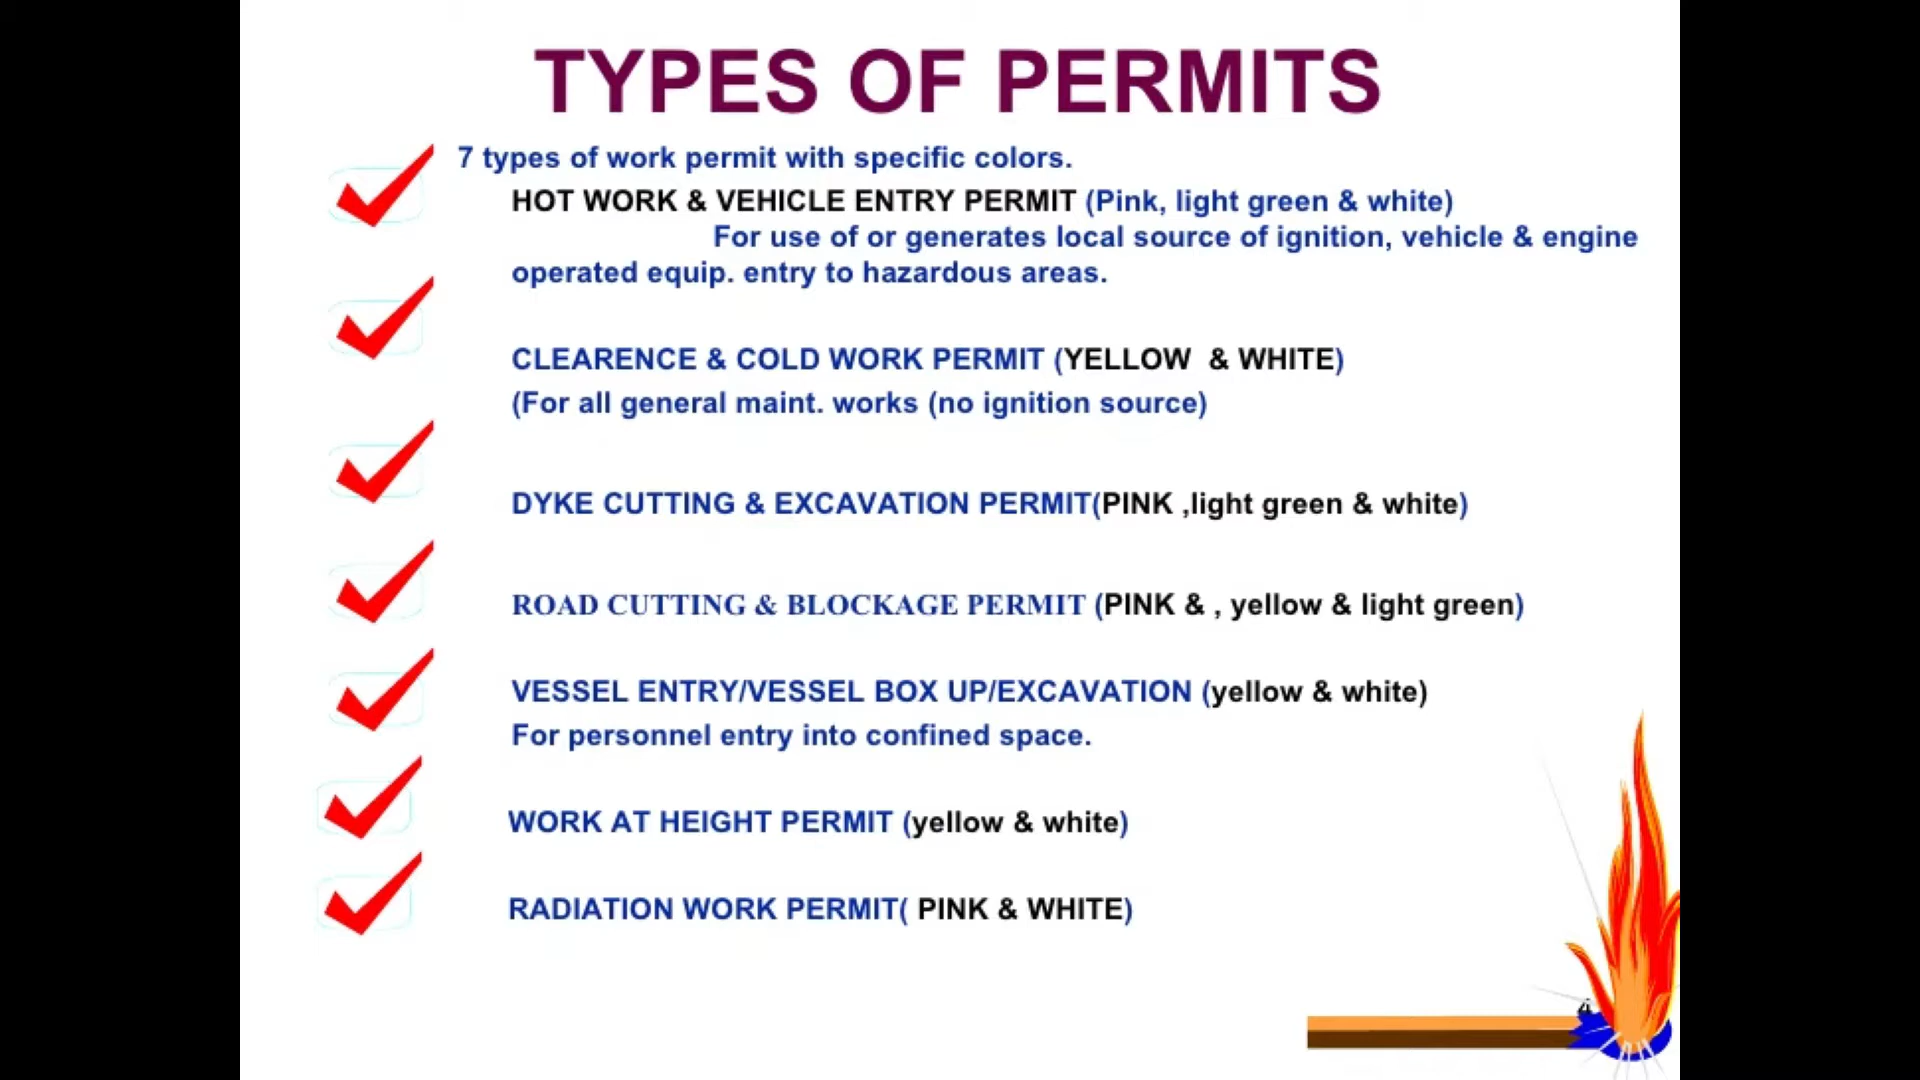 TYPES OF PERMITS
7 types of work permit with specific colors.
HOT WORK & VEHICLE ENTRY PERMIT (Pink, light green & white)
For use of or generates local source of ignition, vehicle & engine
operated equip. entry to hazardous areas.
CLEARENCE & COLD WORK PERMIT (YELLOW  & WHITE)
(For all general maint. works (no ignition source)
DYKE CUTTING & EXCAVATION PERMIT(PINK ,light green & white)
ROAD CUTTING & BLOCKAGE PERMIT (PINK & , yellow & light green)
VESSEL ENTRY/VESSEL BOX UP/EXCAVATION (yellow & white)
For personnel entry into confined space.
WORK AT HEIGHT PERMIT (yellow & white)
RADIATION WORK PERMIT( PINK & WHITE)
4